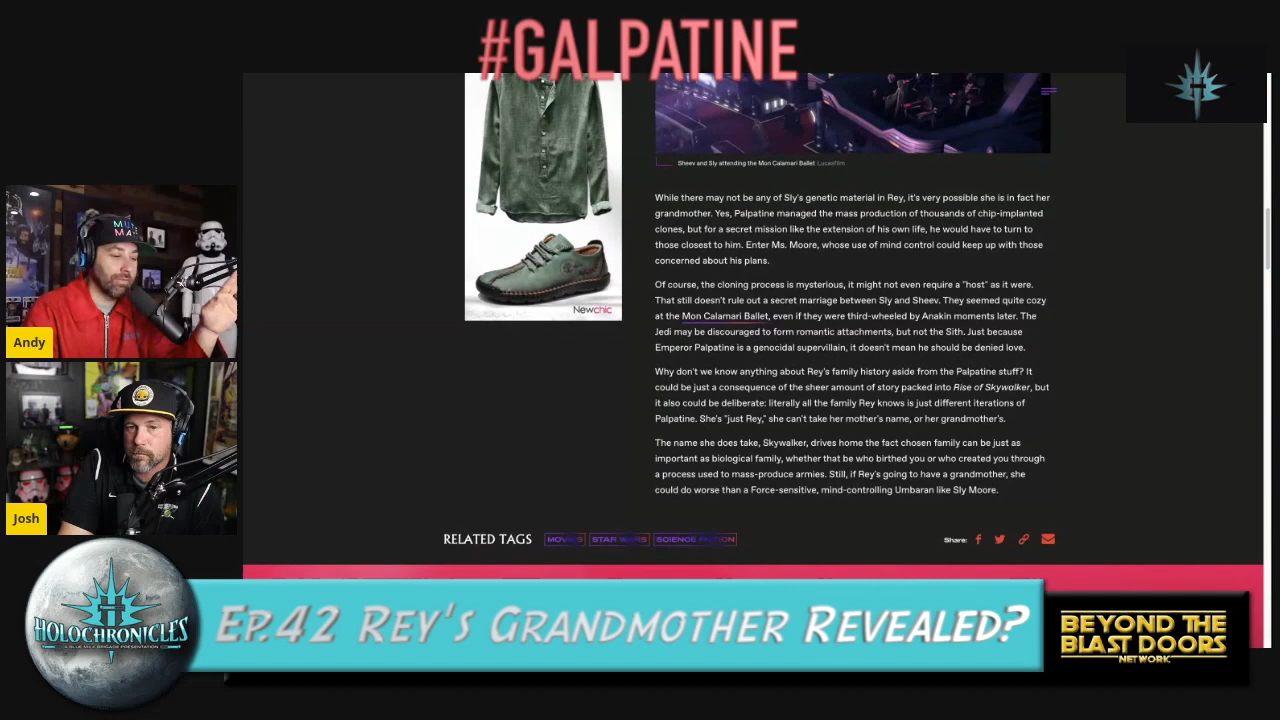 #GALPATINE
Newchic
Sheev and Sly attending the Mon Calamari Ballet Lucasfilm
While there may not be any of Sly's genetic material in Rey, it's very possible she is in fact her
grandmother. Yes, Palpatine managed the mass production of thousands of chip-implanted
clones, but for a secret mission like the extension of his own life, he would have to turn to
those closest to him. Enter Ms. Moore, whose use of mind control could keep up with those
concerned about his plans.
Of course, the cloning process is mysterious, it might not even require a "host" as it were.
That still doesn't rule out a secret marriage between Sly and Sheev. They seemed quite cozy
at the Mon Calamari Ballet, even if they were third-wheeled by Anakin moments later. The
Jedi may be discouraged to form romantic attachments, but not the Sith. Just because
Emperor Palpatine is a genocidal supervillain, it doesn't mean he should be denied love.
Why don't we know anything about Rey's family history aside from the Palpatine stuff? It
could be just a consequence of the sheer amount of story packed into Rise of Skywalker, but
it also could be deliberate: literally all the family Rey knows is just different iterations of
Palpatine. She's "just Rey," she can't take her mother's name, or her grandmother's.
The name she does take, Skywalker, drives home the fact chosen family can be just as
important as biological family, whether that be who birthed you or who created you through
a process used to mass-produce armies. Still, if Rey's going to have a grandmother, she
could do worse than a Force-sensitive, mind-controlling Umbaran like Sly Moore.
RELATED TAGS MOVIES STAR WARS SCIENCE FICTION
Share:
Andy
Josh
HOLOCHRONICLES
A BLUE MILK BRIGADE PRESENTATION
Ep.42 Rey's Grandmother Revealed?
BEYOND THE
BLAST DOORS
NETWORK